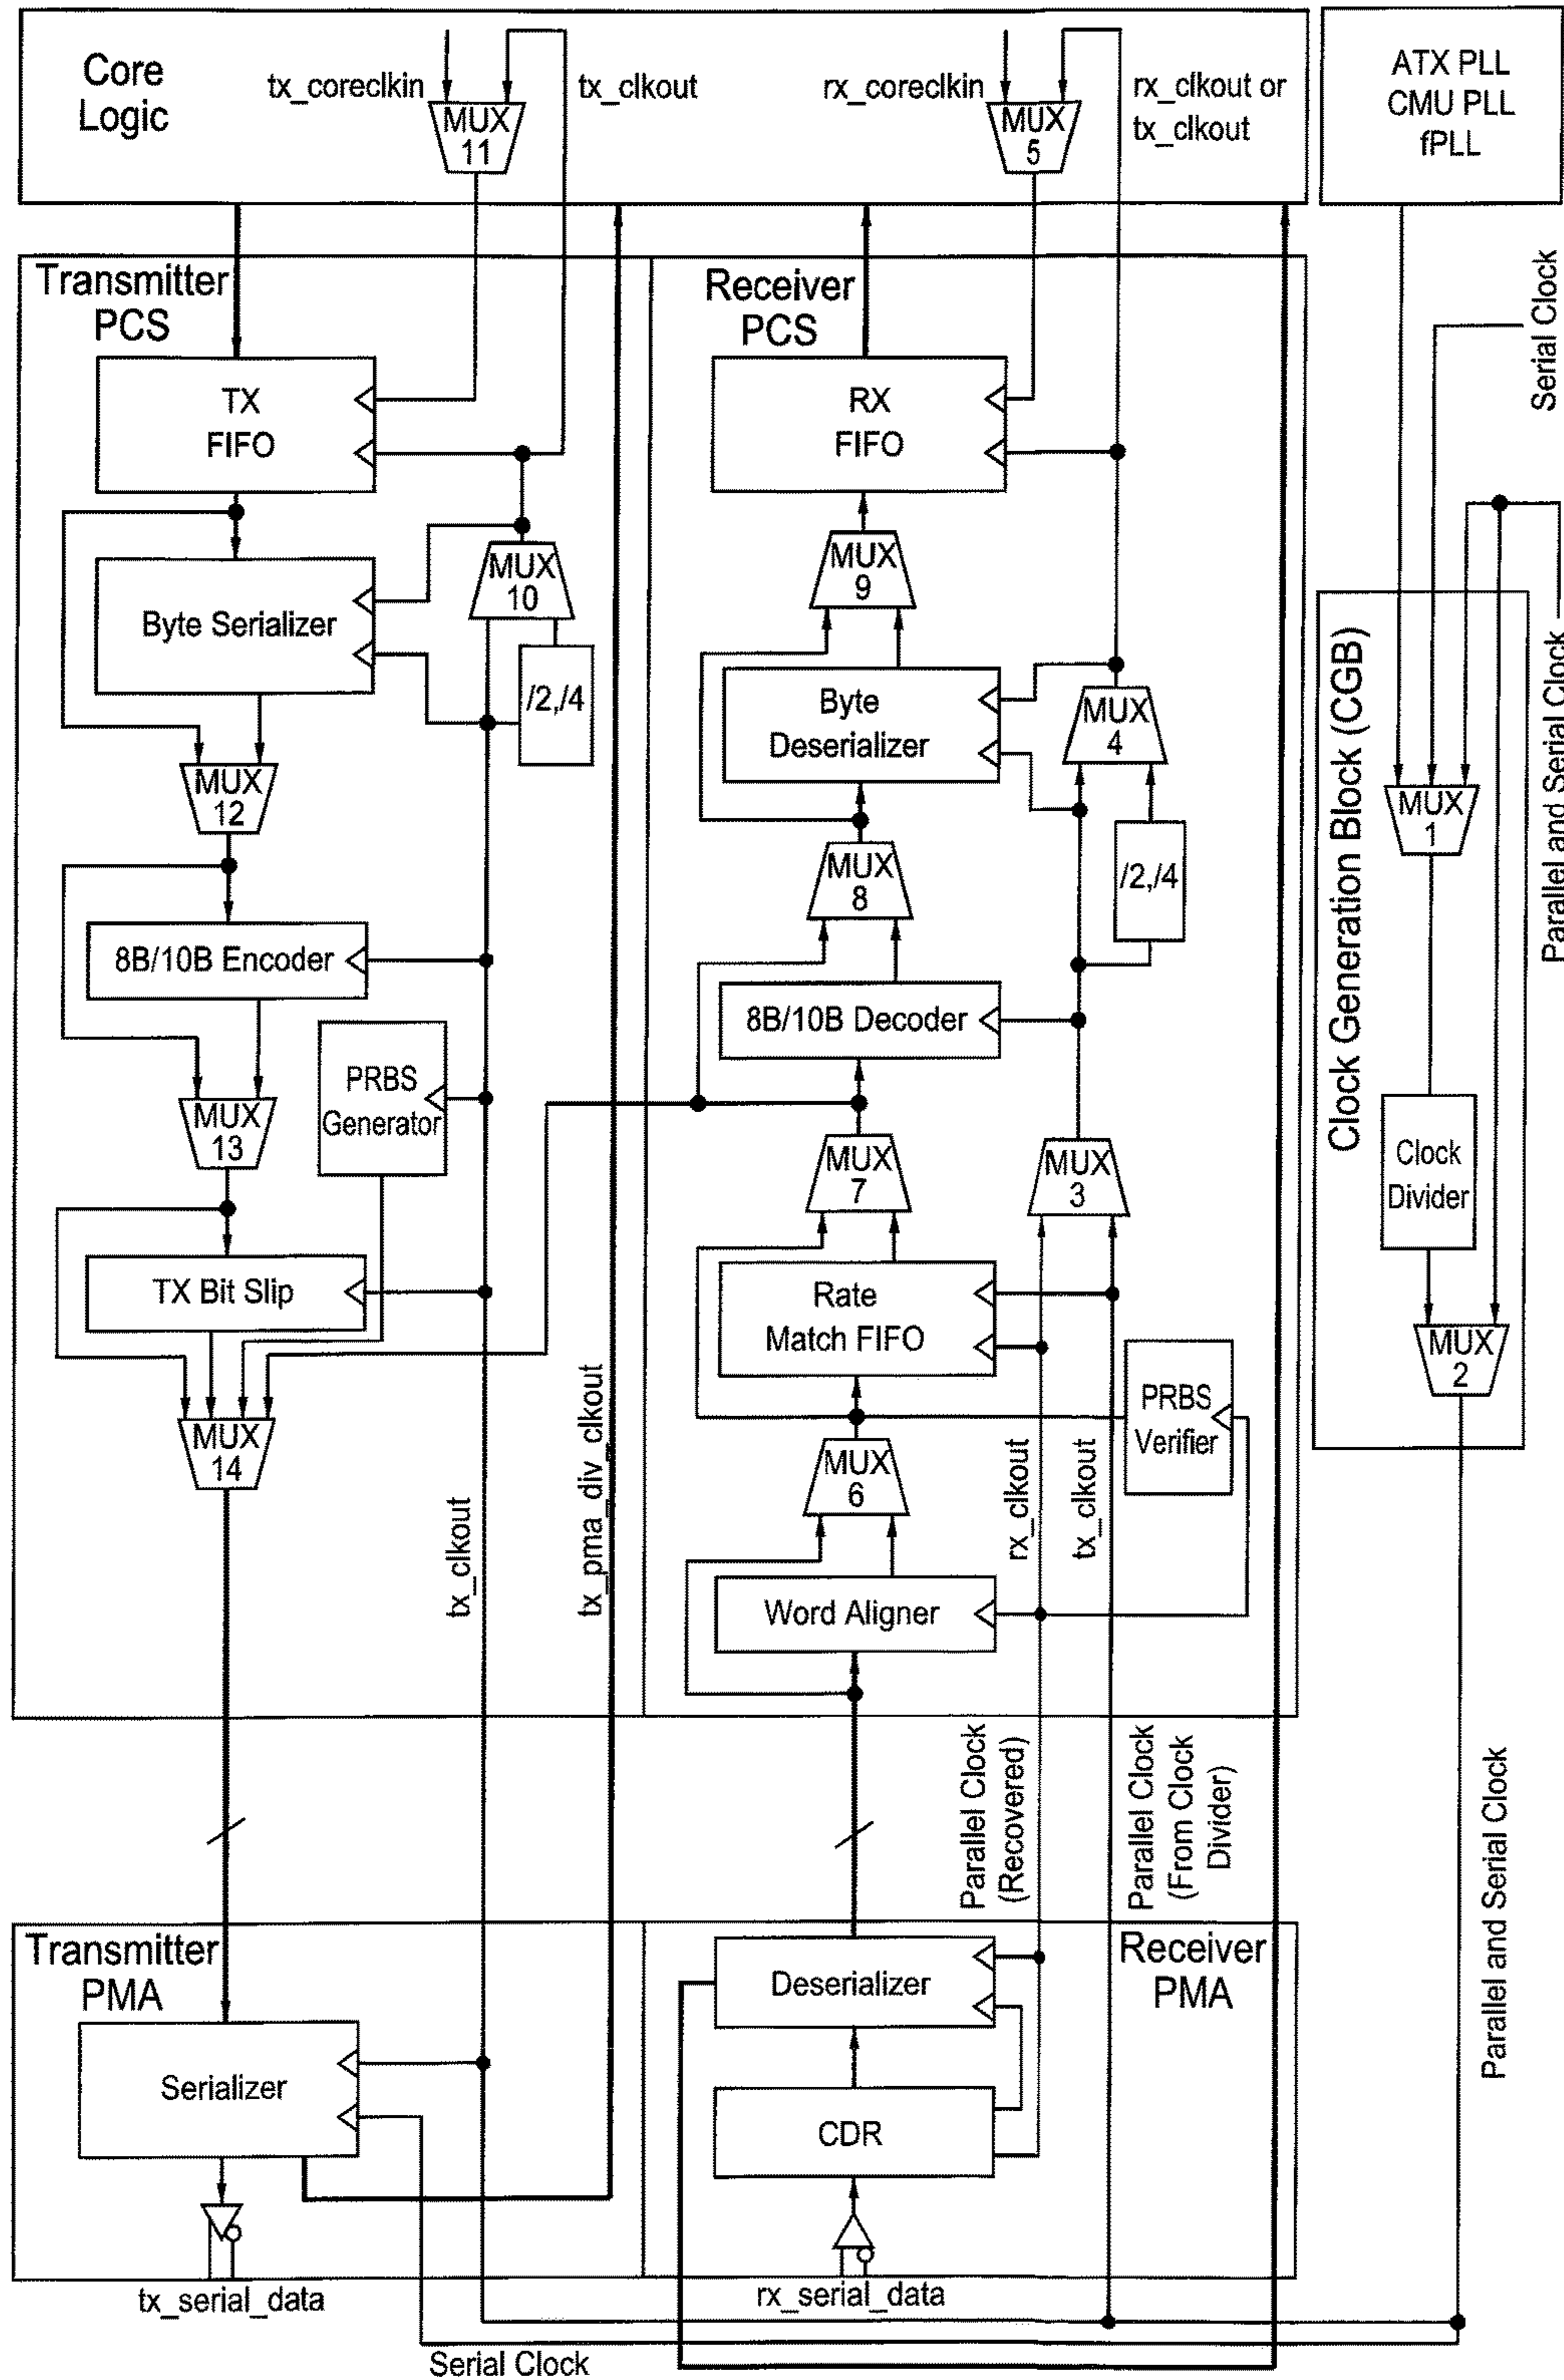 Core
Logic
tx_coreclkin
MUX
11
tx_clkout
rx_coreclkin
MUX
5
rx_clkout or
tx_clkout
ATX PLL
CMU PLL
fPLL
Transmitter
PCS
TX
FIFO
Byte Serializer
MUX
10
/2,/4
MUX
12
8B/10B Encoder
PRBS
Generator
MUX
13
TX Bit Slip
MUX
14
tx_clkout
tx_pma_div_clkout
Receiver
PCS
RX
FIFO
MUX
9
Byte
Deserializer
MUX
4
/2,/4
MUX
8
8B/10B Decoder
MUX
7
MUX
3
Rate
Match FIFO
PRBS
Verifier
MUX
6
rx_clkout
tx_clkout
Word Aligner
Serial Clock
Parallel and Serial Clock
Clock Generation Block (CGB)
MUX
1
Clock
Divider
MUX
2
Parallel Clock
(Recovered)
Parallel Clock
(From Clock
Divider)
Parallel and Serial Clock
Transmitter
PMA
Serializer
tx_serial_data
Receiver
PMA
Deserializer
CDR
rx_serial_data
Serial Clock